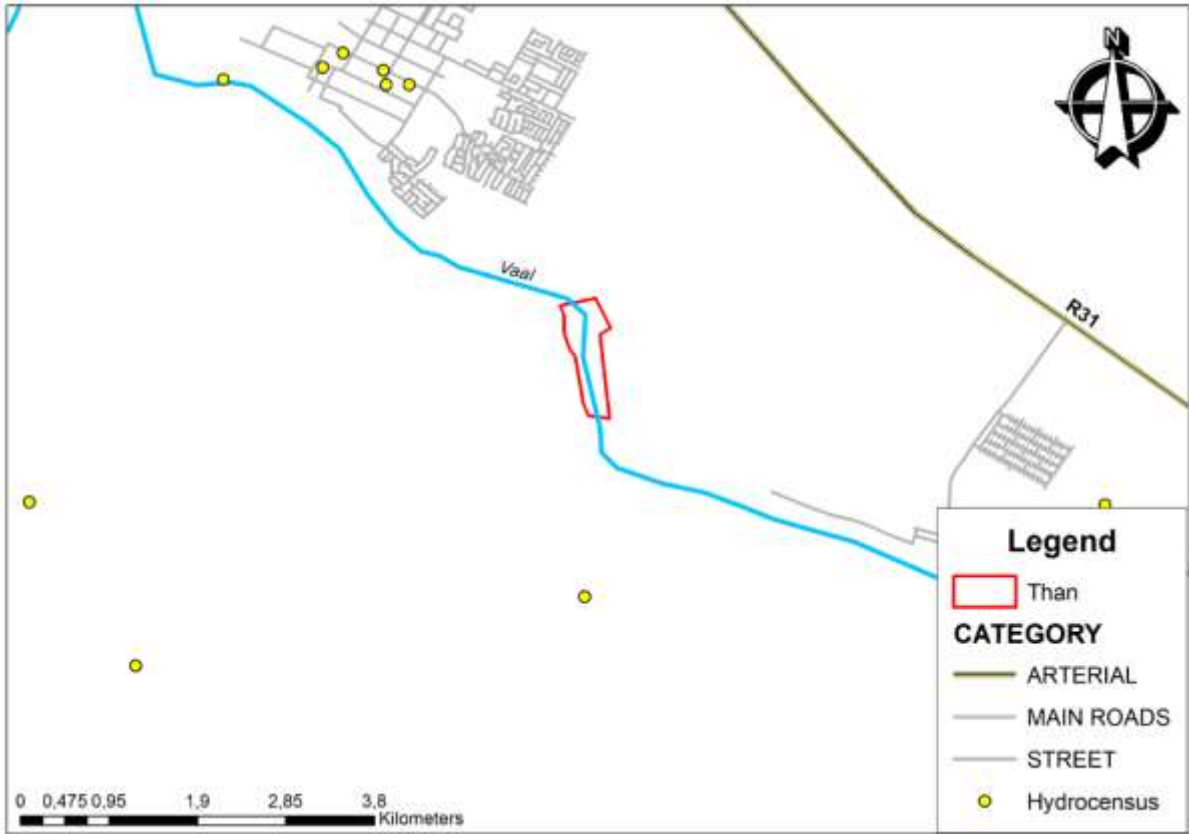 N
Vaal
R31
Legend
Than
CATEGORY
ARTERIAL
MAIN ROADS
STREET
Hydrocensus
0 0,475 0,95 1,9 2,85 3,8
Kilometers